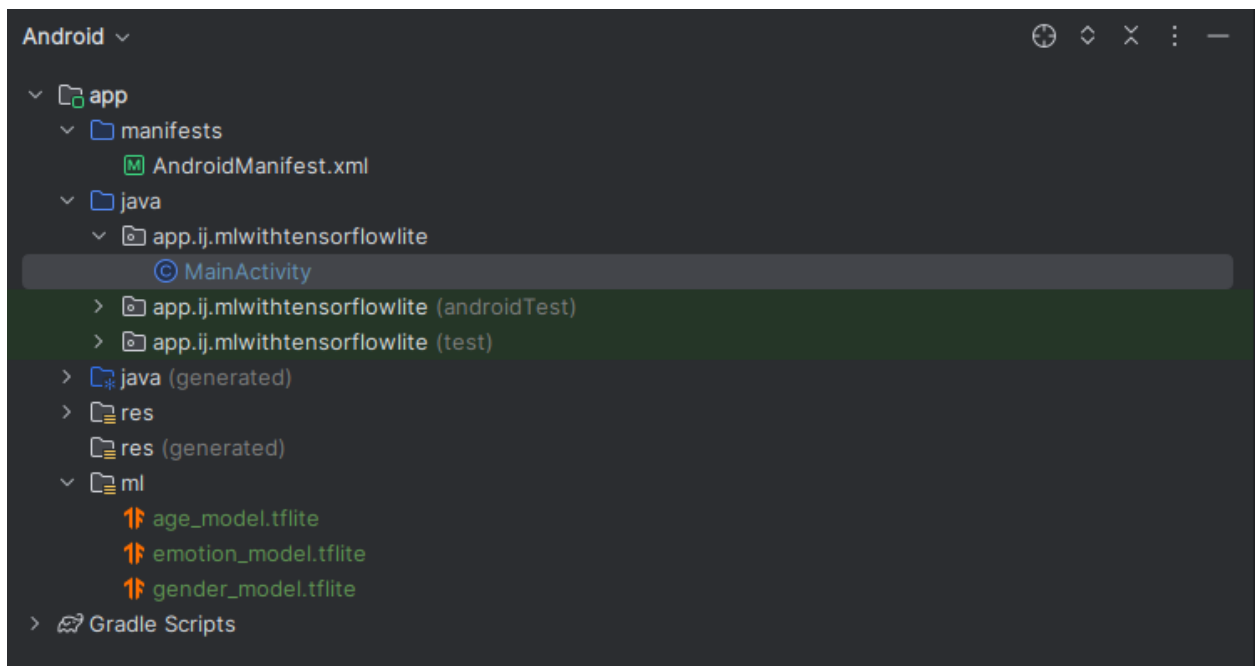 Android
app
manifests
AndroidManifest.xml
java
app.ij.mlwithtensorflowlite
MainActivity
app.ij.mlwithtensorflowlite (androidTest)
app.ij.mlwithtensorflowlite (test)
java (generated)
res
res (generated)
ml
age_model.tflite
emotion_model.tflite
gender_model.tflite
Gradle Scripts